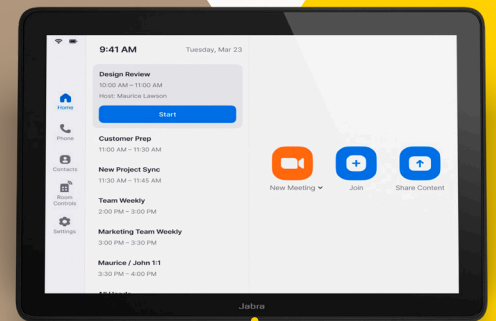 9:41 AM
Tuesday, Mar 23
Design Review
10:00 AM – 11:00 AM
Host: Maurice Lawson
Start
Customer Prep
11:00 AM – 11:30 AM
New Project Sync
11:30 AM – 11:45 AM
Team Weekly
2:00 PM – 3:00 PM
Marketing Team Weekly
3:00 PM – 3:30 PM
Maurice / John 1:1
3:30 PM – 4:00 PM
Home
Phone
Contacts
Room
Controls
Settings
New Meeting
Join
Share Content
Jabra